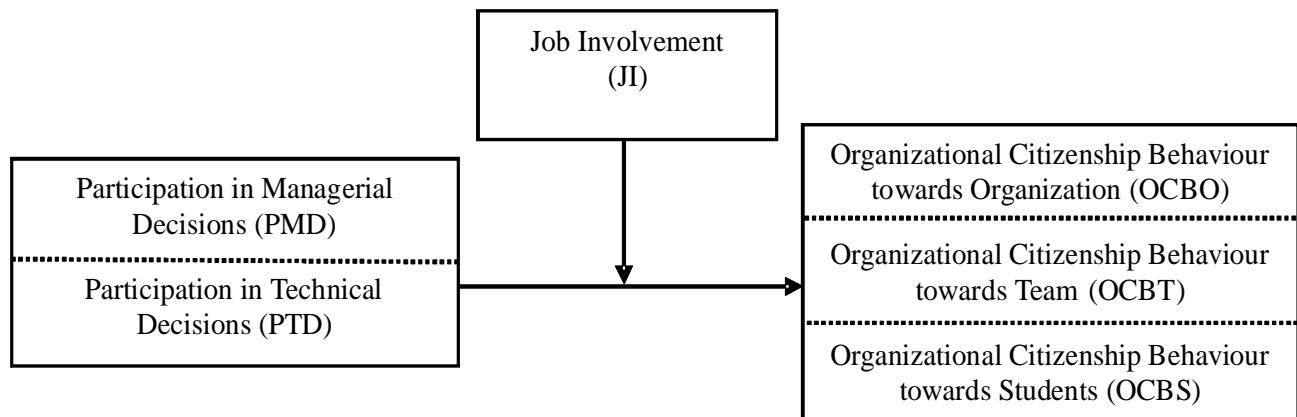 Job Involvement
(JI)
Participation in Managerial
Decisions (PMD)
Participation in Technical
Decisions (PTD)
Organizational Citizenship Behaviour
towards Organization (OCBO)
Organizational Citizenship Behaviour
towards Team (OCBT)
Organizational Citizenship Behaviour
towards Students (OCBS)